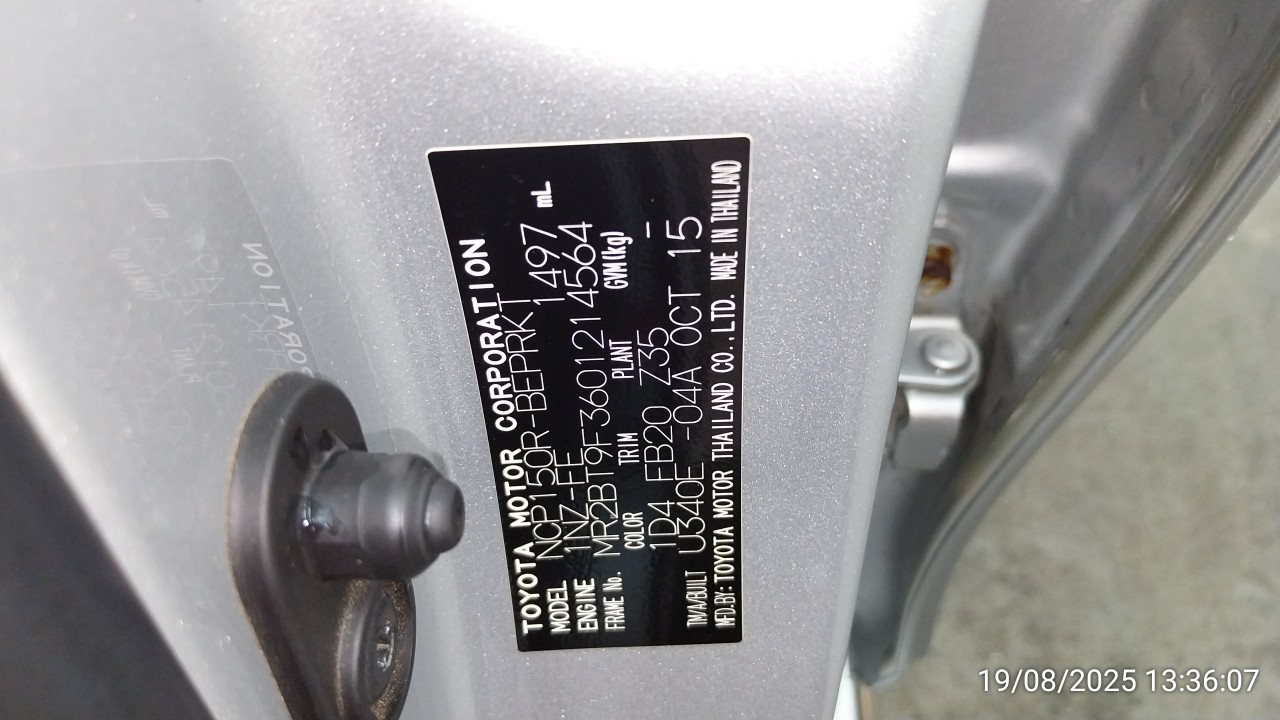 TOYOTA MOTOR CORPORATION
MODEL NCP150R-BEPRKT
ENGINE 1NZ-FE 1497 mL
FRAME No. MR2BT9F3601214564
COLOR TRIM PLANT GVM(kg)
1D4 FB20 Z35 –
TM/A/BUILT U340E -04A OCT 15
MFD.BY:TOYOTA MOTOR THAILAND CO.,LTD. MADE IN THAILAND
19/08/2025 13:36:07